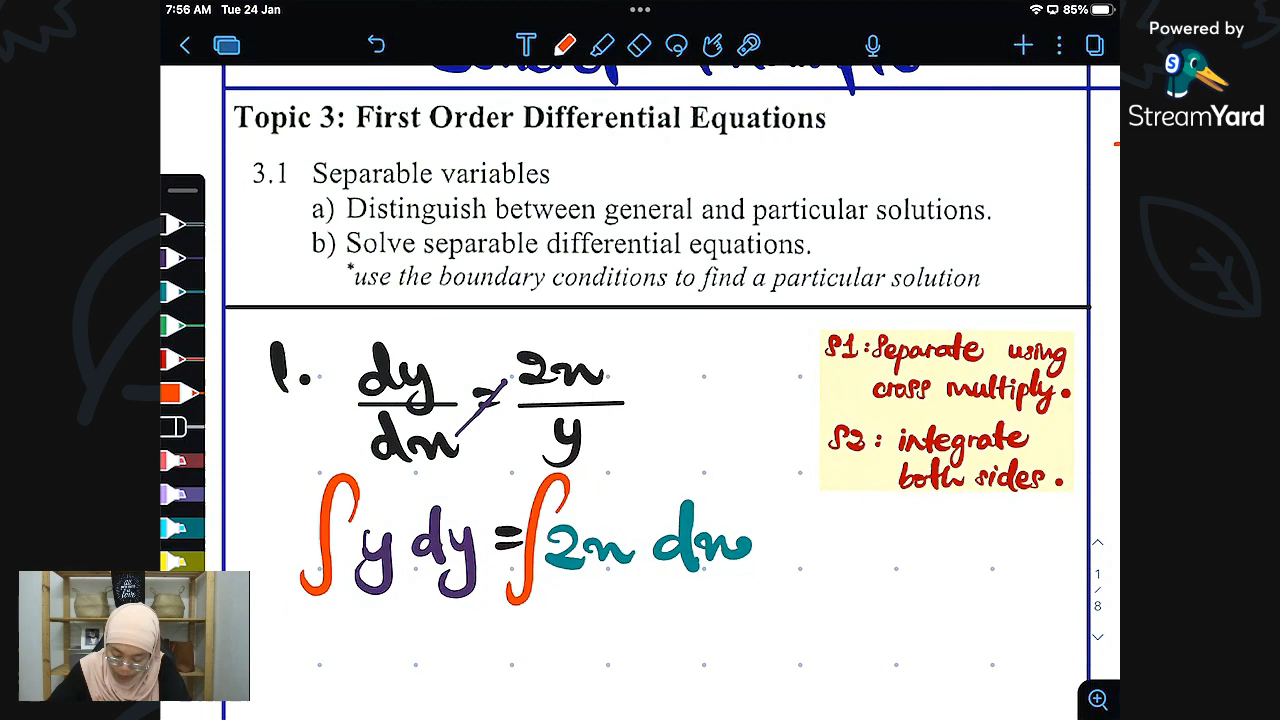 7:56 AM Tue 24 Jan
85%
Powered by
StreamYard
Topic 3: First Order Differential Equations
3.1 Separable variables
a) Distinguish between general and particular solutions.
b) Solve separable differential equations.
*use the boundary conditions to find a particular solution
1. dy/dx = 2x/y
∫ y dy = ∫ 2x dx
S1: Separate using
cross multiply.
S2: integrate
both sides.
1
/
8